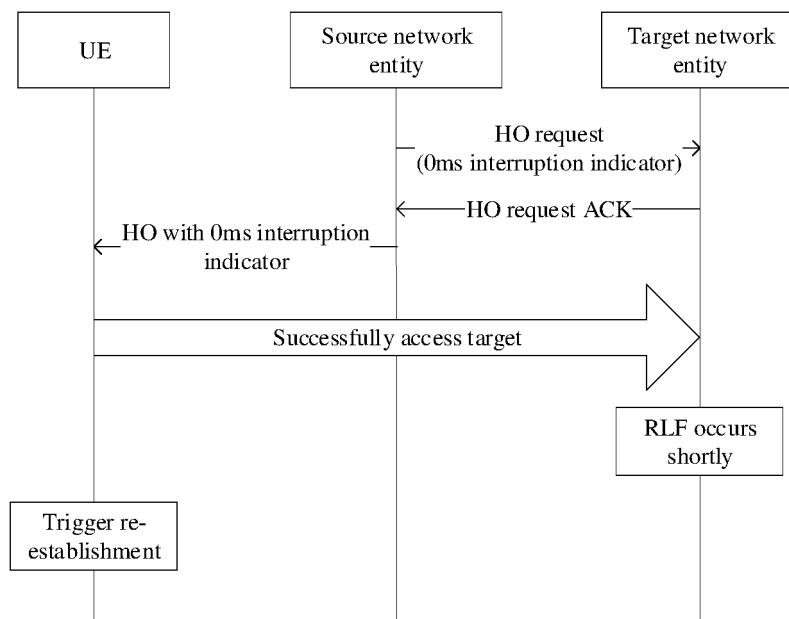 UE
Source network
entity
Target network
entity
HO request
(0ms interruption indicator)
HO request ACK
HO with 0ms interruption
indicator
Successfully access target
RLF occurs
shortly
Trigger re-
establishment